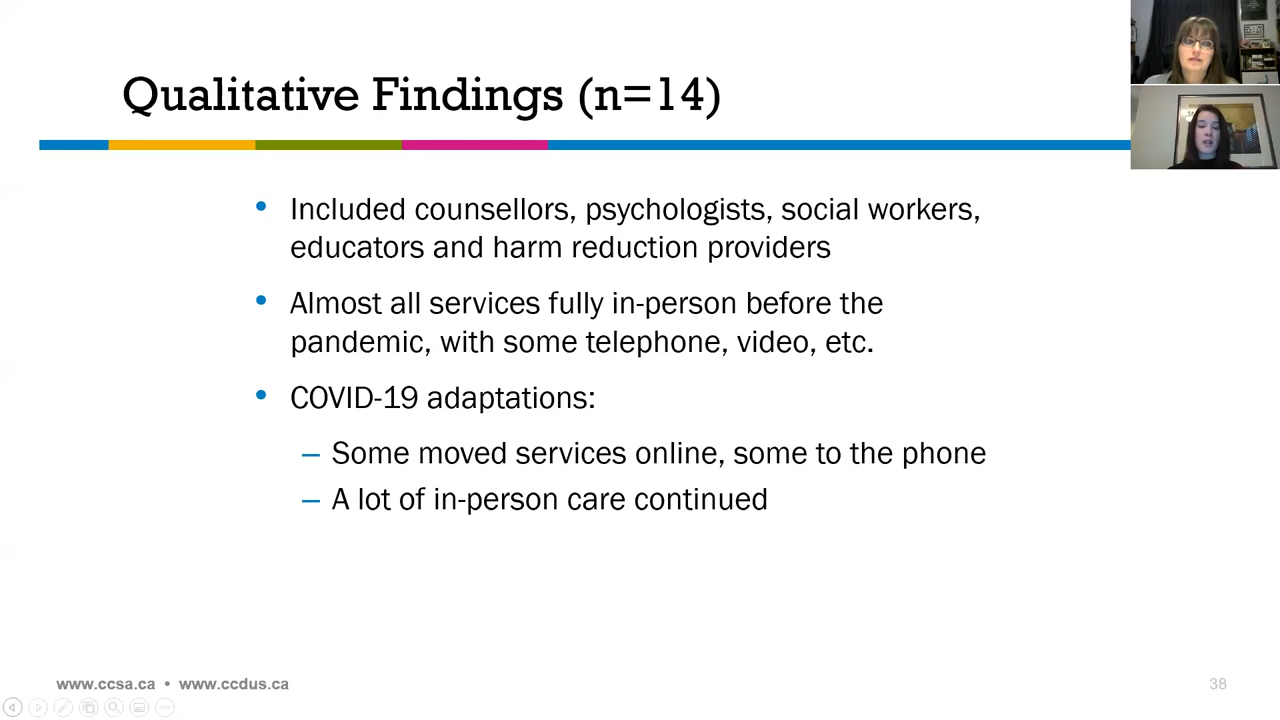 Qualitative Findings (n=14)
• Included counsellors, psychologists, social workers,
educators and harm reduction providers
• Almost all services fully in-person before the
pandemic, with some telephone, video, etc.
• COVID-19 adaptations:
– Some moved services online, some to the phone
– A lot of in-person care continued
www.ccsa.ca • www.ccdus.ca
38